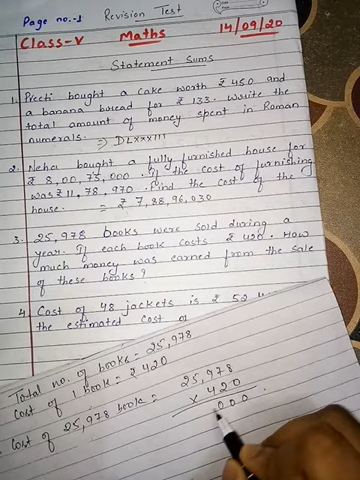 Page no.-1 Revision Test
Class-V Maths 14/09/20
Statement Sums
1. Preeti bought a cake worth ₹ 450 and
a banana bread for ₹ 133. Write the
total amount of money spent in Roman
numerals. ⇒ DLXXXIII
2. Neha bought a fully furnished house for
₹ 8,00,75,000. If the cost of furnishing
was ₹ 11,78,970. Find the cost of the
house. = ₹ 7,88,96,030
3. 25,978 books were sold during a
year. If each book costs ₹ 420. How
much money was earned from the sale
of these books?
4. Cost of 48 jackets is ₹ 52
the estimated cost of
Total no. of books = 25,978
Cost of 1 book = ₹ 420
Cost of 25,978 book = 25,978
× 420
000